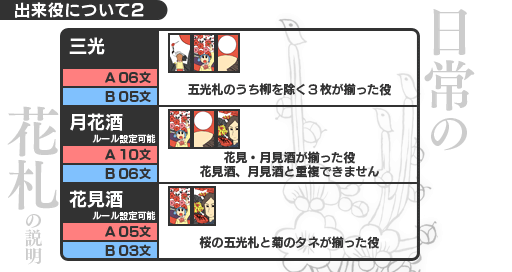 出来役について2
三光
A 06文
B 05文
五光札のうち柳を除く3枚が揃った役
月花酒
ルール設定可能
A 10文
B 06文
花見・月見酒が揃った役
花見酒、月見酒と重複できません
花見酒
ルール設定可能
A 05文
B 03文
桜の五光札と菊のタネが揃った役
日常の
花札の説明